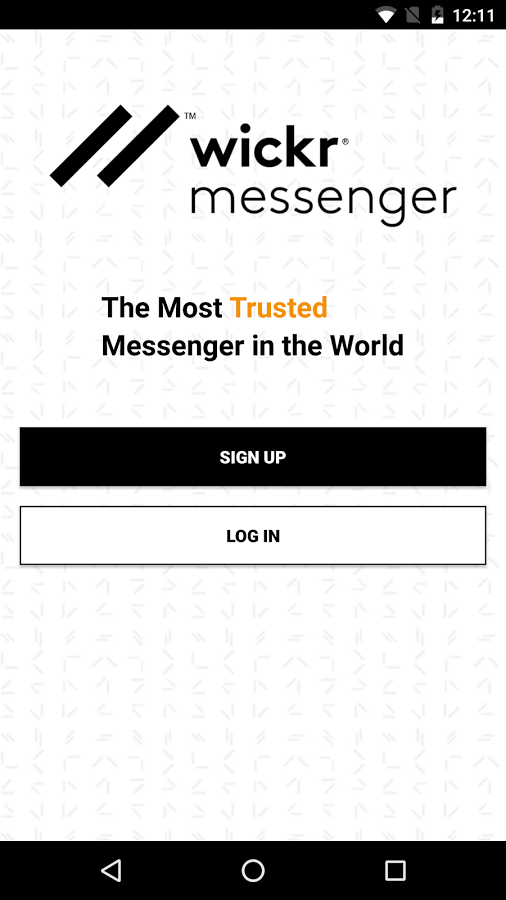 12:11
™
wickr®
messenger
The Most Trusted
Messenger in the World
SIGN UP
LOG IN